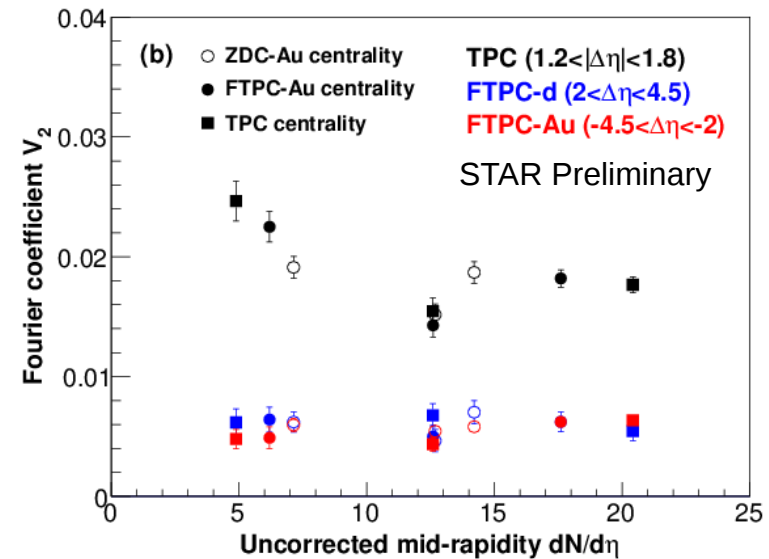 0.04
(b) ○ ZDC-Au centrality TPC (1.2<|Δη|<1.8)
● FTPC-Au centrality FTPC-d (2<Δη<4.5)
■ TPC centrality FTPC-Au (-4.5<Δη<-2)
0.03
STAR Preliminary
Fourier coefficient V₂
0.02
0.01
0
0 5 10 15 20 25
Uncorrected mid-rapidity dN/dη